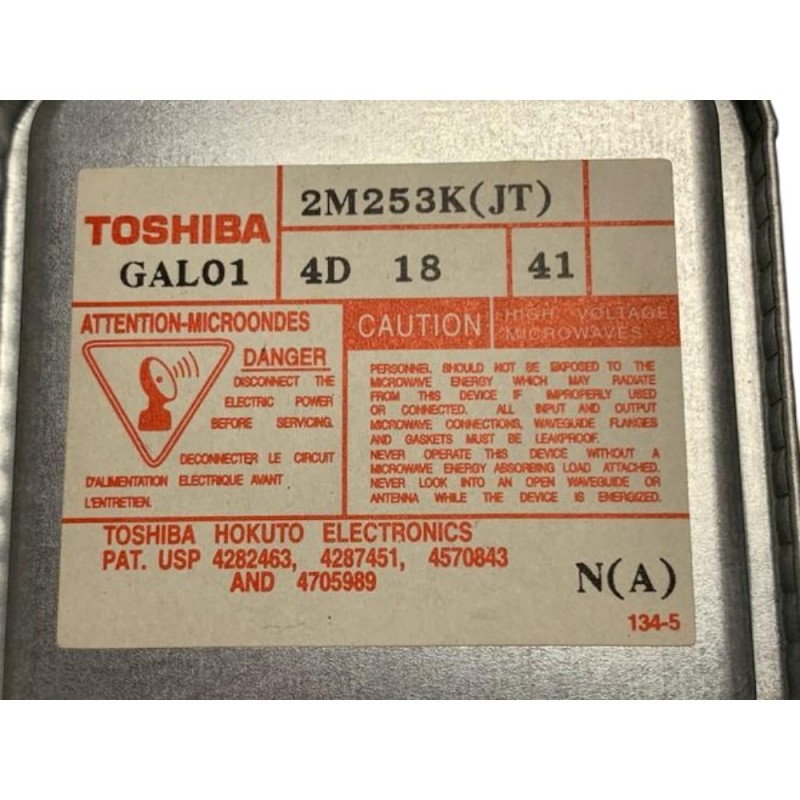 TOSHIBA
GAL01
2M253K(JT)
4D 18 41
ATTENTION-MICROONDES
DANGER
DISCONNECT THE
ELECTRIC POWER
BEFORE SERVICING.
DECONNECTER LE CIRCUIT
D'ALIMENTATION ELÉCTRIQUE AVANT
L'ENTRETIEN.
CAUTION
HIGH VOLTAGE
MICROWAVES
PERSONNEL SHOULD NOT BE EXPOSED TO THE
MICROWAVE ENERGY WHICH MAY RADIATE
FROM THIS DEVICE IF IMPROPERLY USED
OR CONNECTED. ALL INPUT AND OUTPUT
MICROWAVE CONNECTIONS, WAVEGUIDE FLANGES
AND GASKETS MUST BE LEAKPROOF.
NEVER OPERATE THIS DEVICE WITHOUT A
MICROWAVE ENERGY ABSORBING LOAD ATTACHED.
NEVER LOOK INTO AN OPEN WAVEGUIDE OR
ANTENNA WHILE THE DEVICE IS ENERGIZED.
TOSHIBA HOKUTO ELECTRONICS
PAT. USP 4282463, 4287451, 4570843
AND 4705989
N(A)
134-5